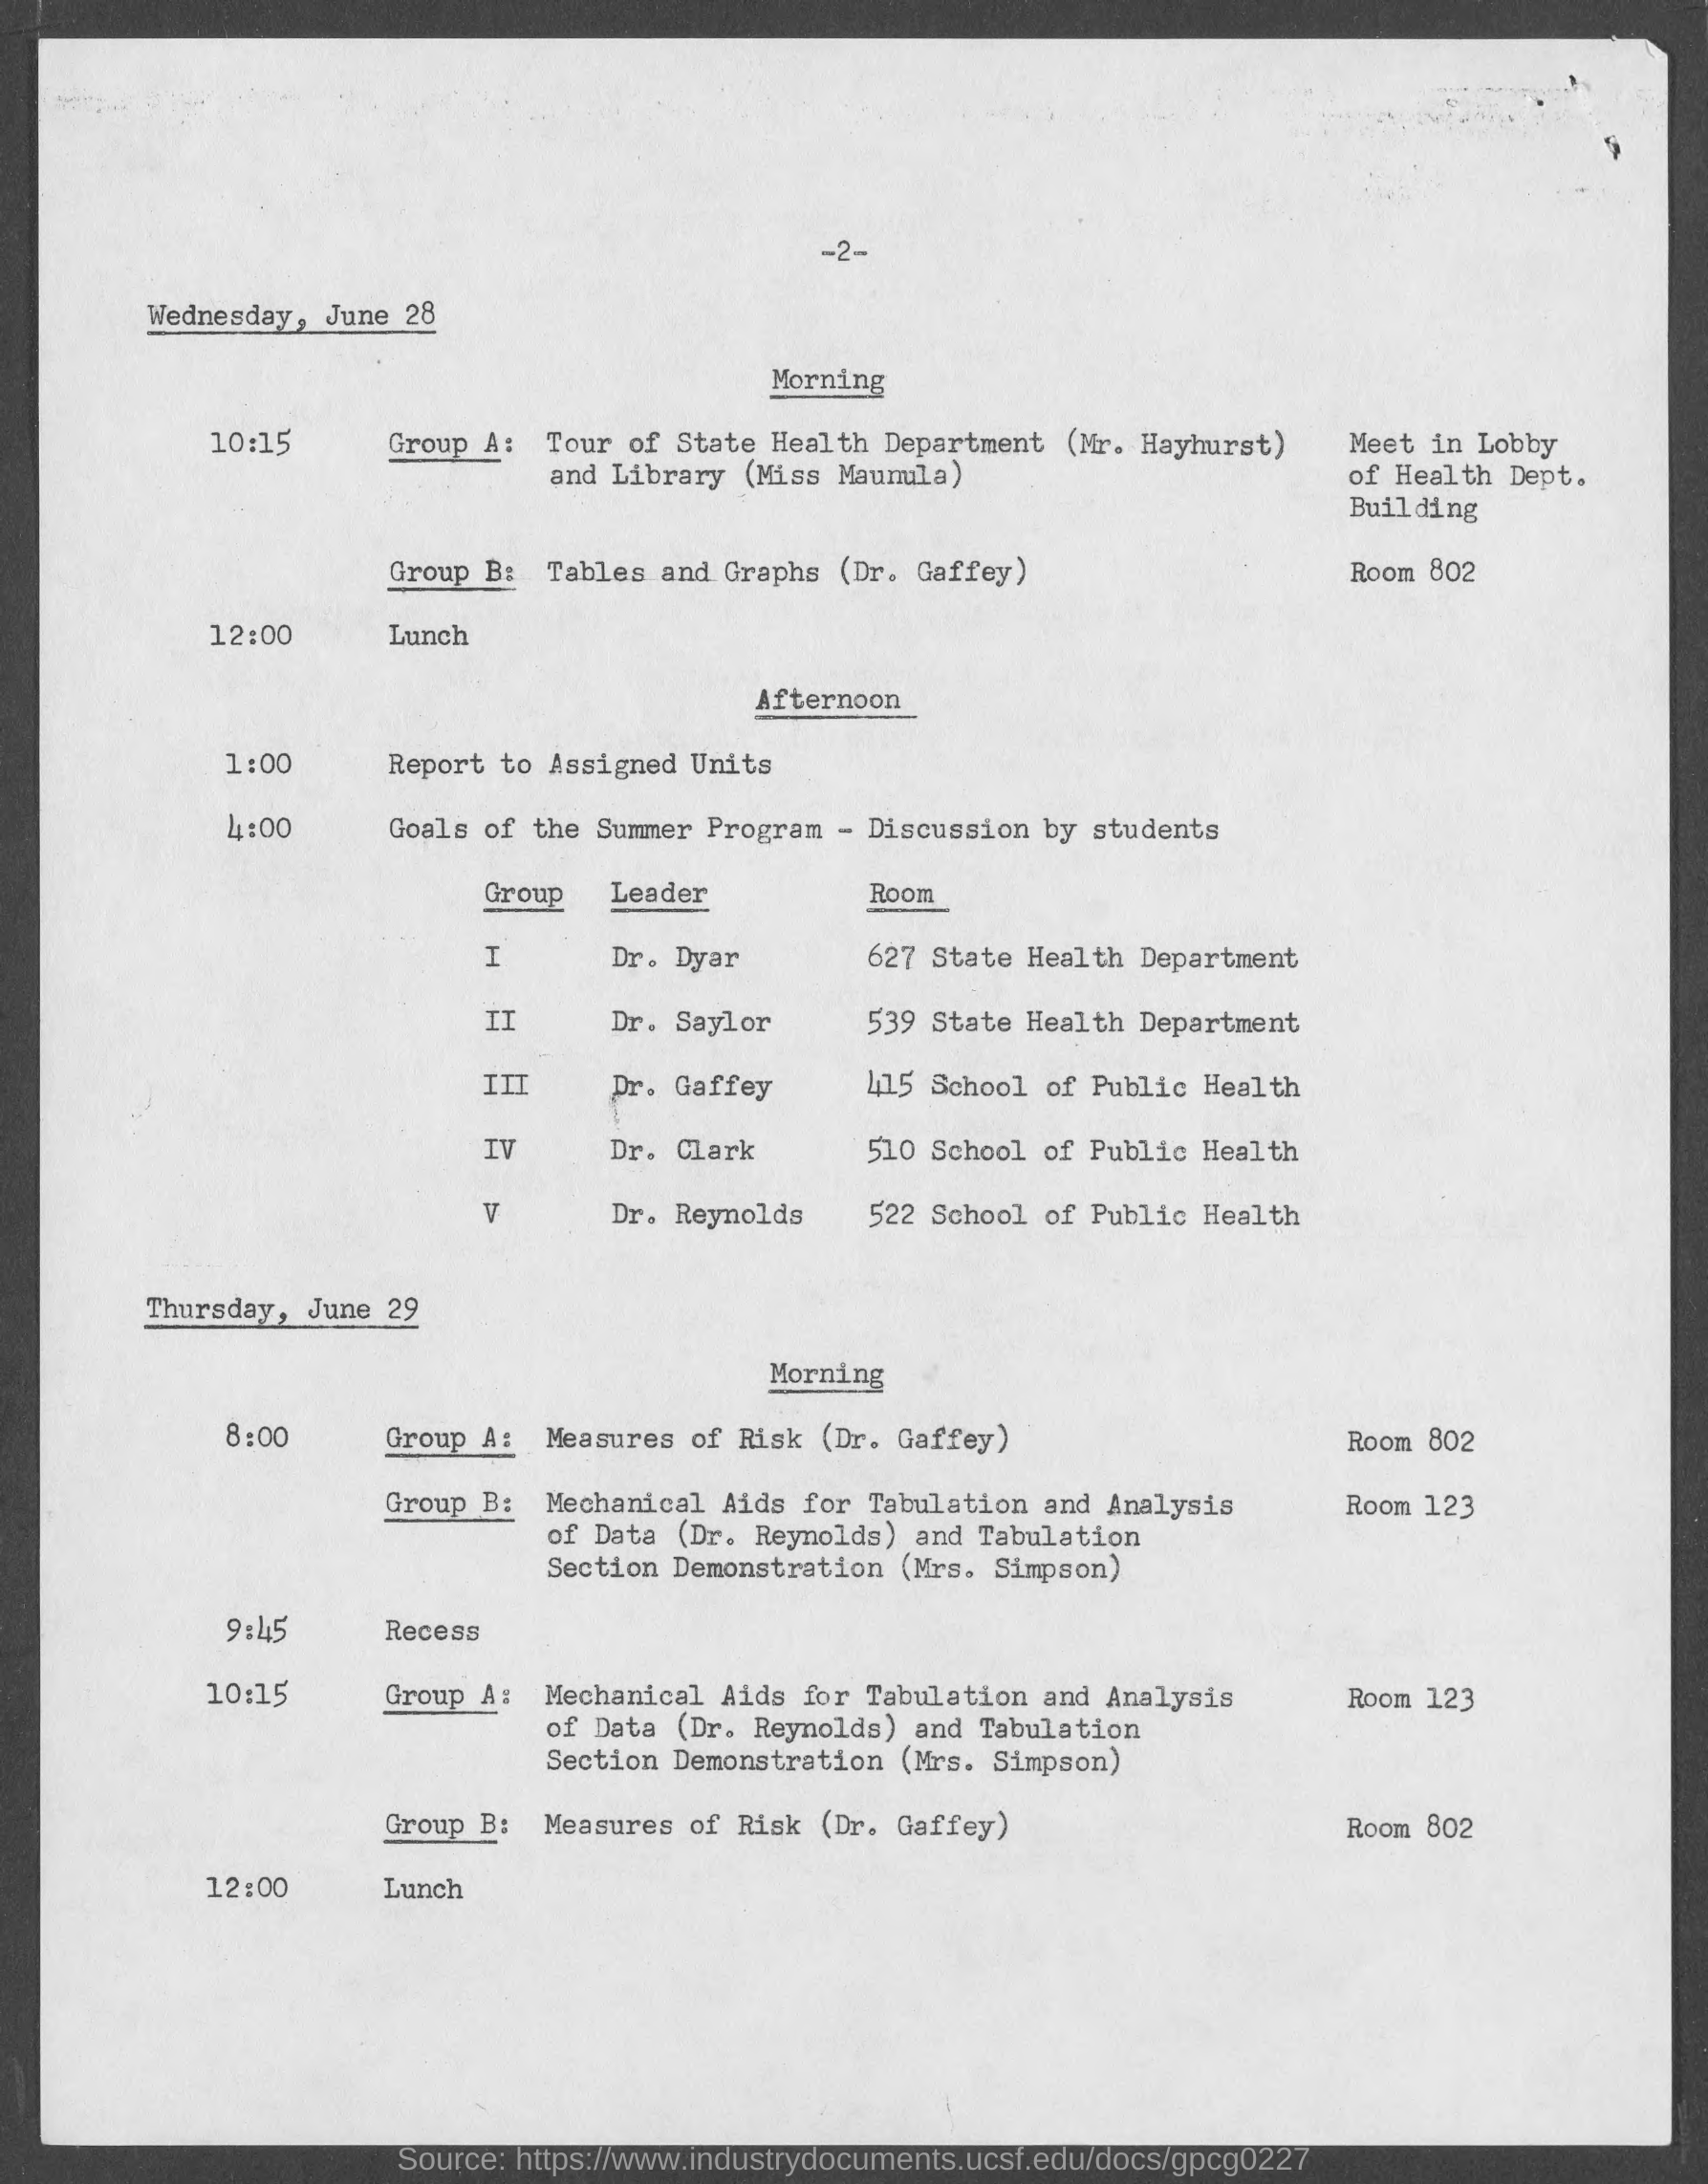 -2-
Wednesday, June 28
Morning
10:15 Group A: Tour of State Health Department (Mr. Hayhurst) Meet in Lobby
and Library (Miss Maunula) of Health Dept.
Building
Group B: Tables and Graphs (Dr. Gaffey) Room 802
12:00 Lunch
Afternoon
1:00 Report to Assigned Units
4:00 Goals of the Summer Program - Discussion by students
Group Leader Room
I Dr. Dyar 627 State Health Department
II Dr. Saylor 539 State Health Department
III Dr. Gaffey 415 School of Public Health
IV Dr. Clark 510 School of Public Health
V Dr. Reynolds 522 School of Public Health
Thursday, June 29
Morning
8:00 Group A: Measures of Risk (Dr. Gaffey) Room 802
Group B: Mechanical Aids for Tabulation and Analysis Room 123
of Data (Dr. Reynolds) and Tabulation
Section Demonstration (Mrs. Simpson)
9:45 Recess
10:15 Group A: Mechanical Aids for Tabulation and Analysis Room 123
of Data (Dr. Reynolds) and Tabulation
Section Demonstration (Mrs. Simpson)
Group B: Measures of Risk (Dr. Gaffey) Room 802
12:00 Lunch
Source: https://www.industrydocuments.ucsf.edu/docs/gpcg0227